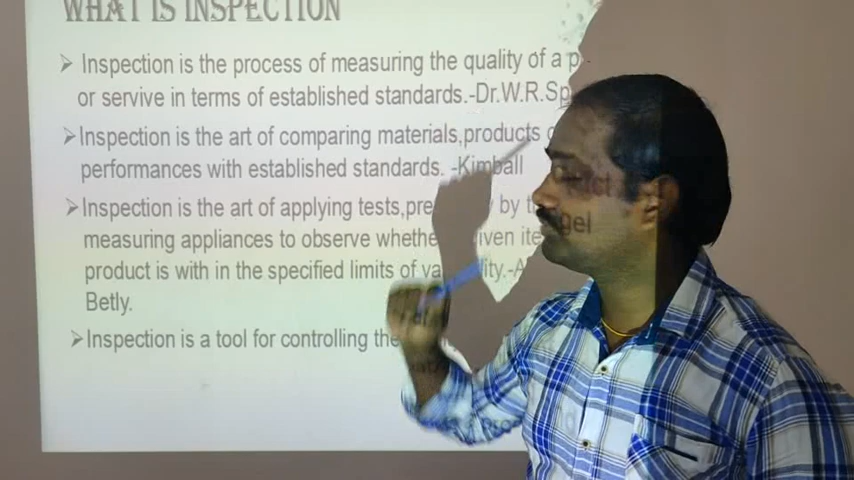 WHAT IS INSPECTION
Inspection is the process of measuring the quality of a
or servive in terms of established standards.-Dr.W.R.
Inspection is the art of comparing materials,products
performances with established standards. -Kimball
Inspection is the art of applying tests, by
measuring appliances to observe
product is with in the specified limits of
Betly.
Inspection is a tool for controlling the